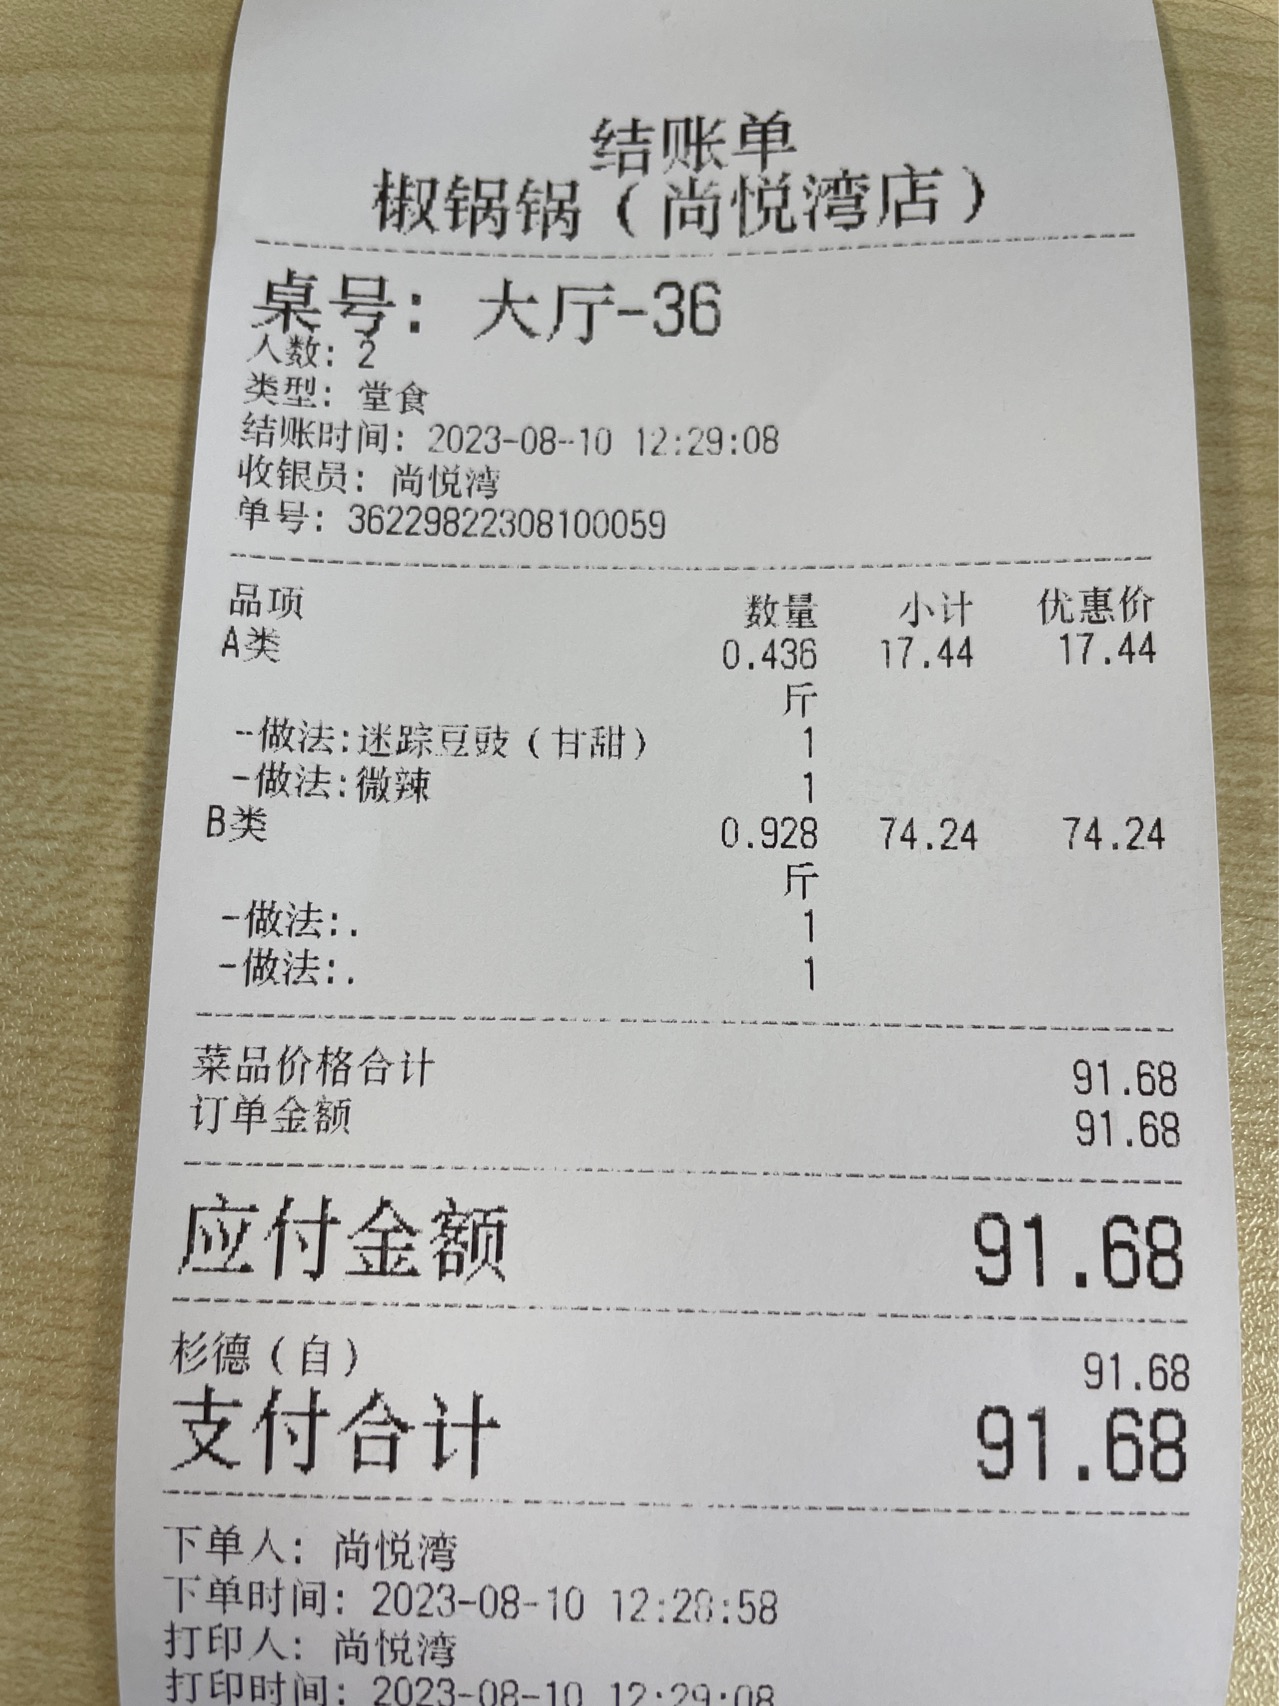 结账单
椒锅锅（尚悦湾店）
桌号：大厅-36
人数：2
类型：堂食
结账时间：2023-08-10 12:29:08
收银员：尚悦湾
单号：36229822308100059
品项 数量 小计 优惠价
A类 0.436 17.44 17.44
斤
-做法:迷踪豆豉（甘甜） 1
-做法:微辣 1
B类 0.928 74.24 74.24
斤
-做法:. 1
-做法:. 1
菜品价格合计 91.68
订单金额 91.68
应付金额 91.68
杉德（自） 91.68
支付合计 91.68
下单人：尚悦湾
下单时间：2023-08-10 12:28:58
打印人：尚悦湾
打印时间：2023-08-10 12:29:08